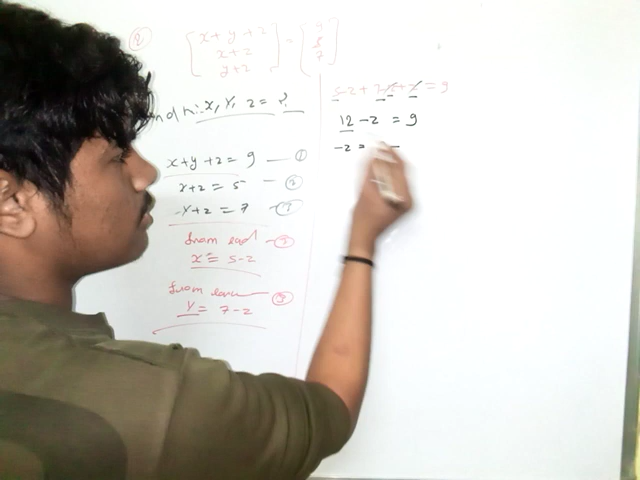 ②
[x+y+z
x+z
y+z] = [9
5
7]
x, y, z = ?
x+y+z = 9 — ①
x+z = 5 — ②
y+z = 7 — ③
from eqn — ②
x = 5-z
from eqn — ③
y = 7-z
5-z+7-z+z = 9
12 -z = 9
-z =